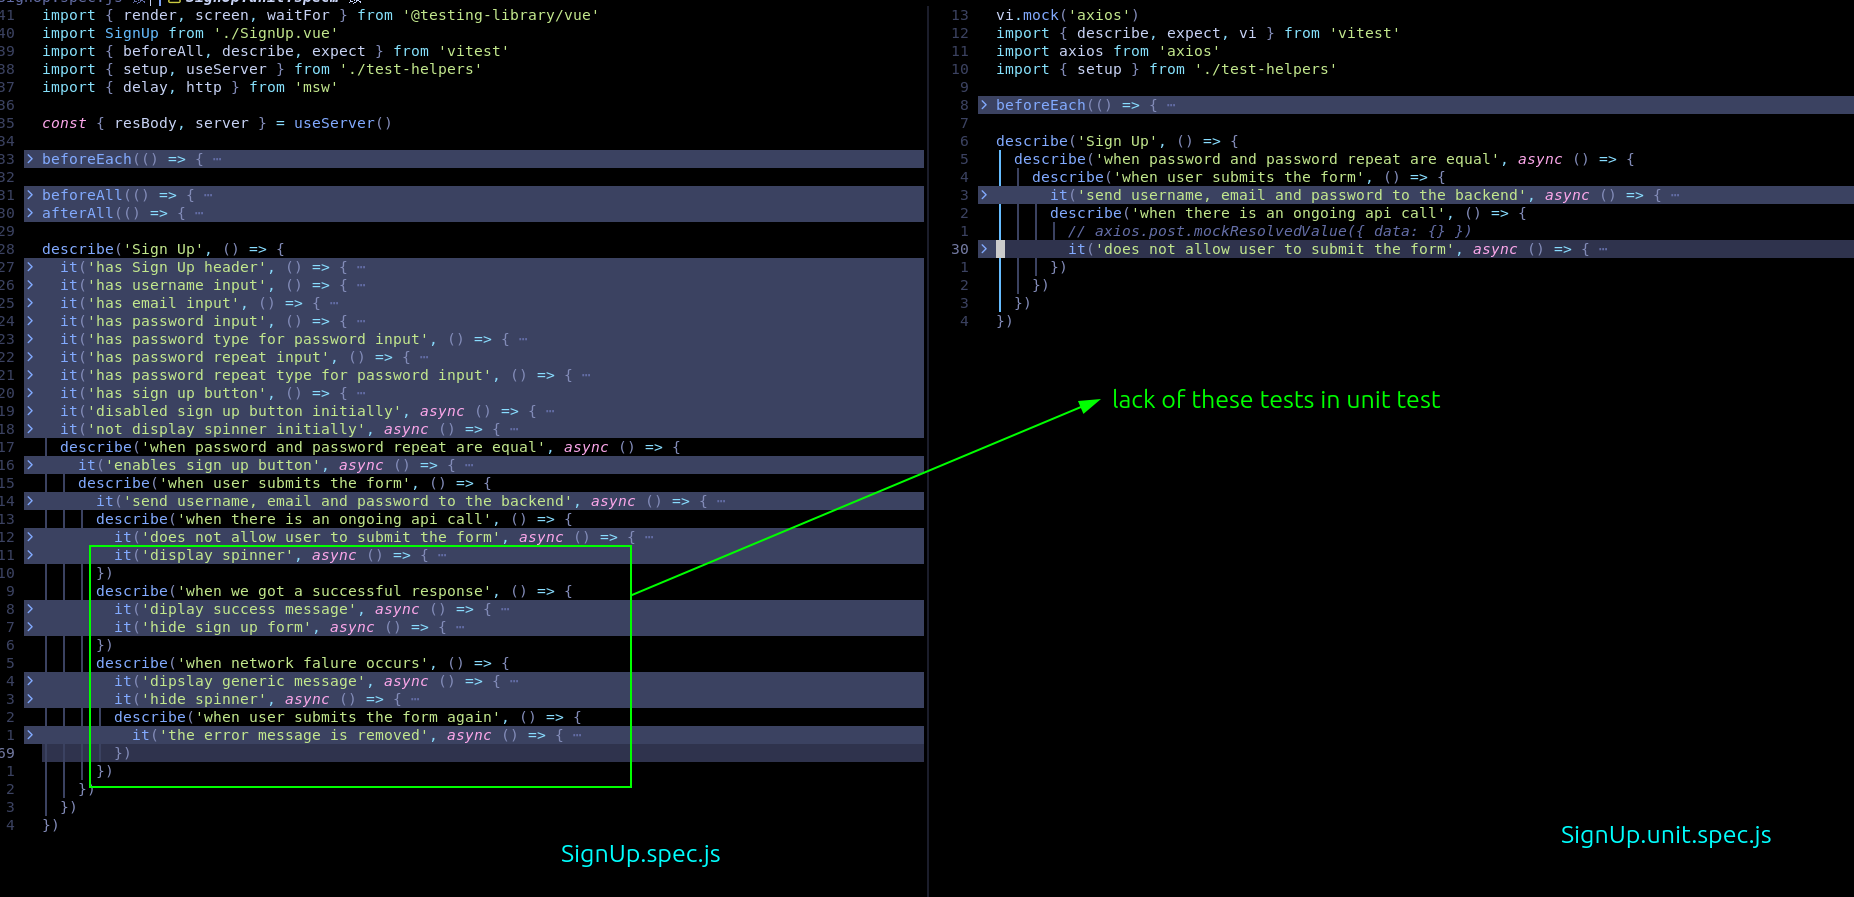 import { render, screen, waitFor } from '@testing-library/vue'
40 import SignUp from './SignUp.vue'
39 import { beforeAll, describe, expect } from 'vitest'
38 import { setup, useServer } from './test-helpers'
37 import { delay, http } from 'msw'
36
35 const { resBody, server } = useServer()
34
33 > beforeEach(() => { ⋯
32
31 > beforeAll(() => { ⋯
30 > afterAll(() => { ⋯
29
28 describe('Sign Up', () => {
27 > it('has Sign Up header', () => { ⋯
26 > it('has username input', () => { ⋯
25 > it('has email input', () => { ⋯
24 > it('has password input', () => { ⋯
23 > it('has password type for password input', () => { ⋯
22 > it('has password repeat input', () => { ⋯
21 > it('has password repeat type for password input', () => { ⋯
20 > it('has sign up button', () => { ⋯
19 > it('disabled sign up button initially', async () => { ⋯
18 > it('not display spinner initially', async () => { ⋯
17 describe('when password and password repeat are equal', async () => {
16 > it('enables sign up button', async () => { ⋯
15 describe('when user submits the form', () => {
14 > it('send username, email and password to the backend', async () => { ⋯
13 describe('when there is an ongoing api call', () => {
12 > it('does not allow user to submit the form', async () => { ⋯
11 > it('display spinner', async () => { ⋯
10 })
9 describe('when we got a successful response', () => {
8 > it('diplay success message', async () => { ⋯
7 > it('hide sign up form', async () => { ⋯
6 })
5 describe('when network falure occurs', () => {
4 > it('dipslay generic message', async () => { ⋯
3 > it('hide spinner', async () => { ⋯
2 describe('when user submits the form again', () => {
1 > it('the error message is removed', async () => { ⋯
69 })
1 })
2 })
3 })
4 })
SignUp.spec.js
13 vi.mock('axios')
12 import { describe, expect, vi } from 'vitest'
11 import axios from 'axios'
10 import { setup } from './test-helpers'
9
8 > beforeEach(() => { ⋯
7
6 describe('Sign Up', () => {
5 describe('when password and password repeat are equal', async () => {
4 describe('when user submits the form', () => {
3 > it('send username, email and password to the backend', async () => { ⋯
2 describe('when there is an ongoing api call', () => {
1 // axios.post.mockResolvedValue({ data: {} })
30 > it('does not allow user to submit the form', async () => { ⋯
1 })
2 })
3 })
4 })
lack of these tests in unit test
SignUp.unit.spec.js